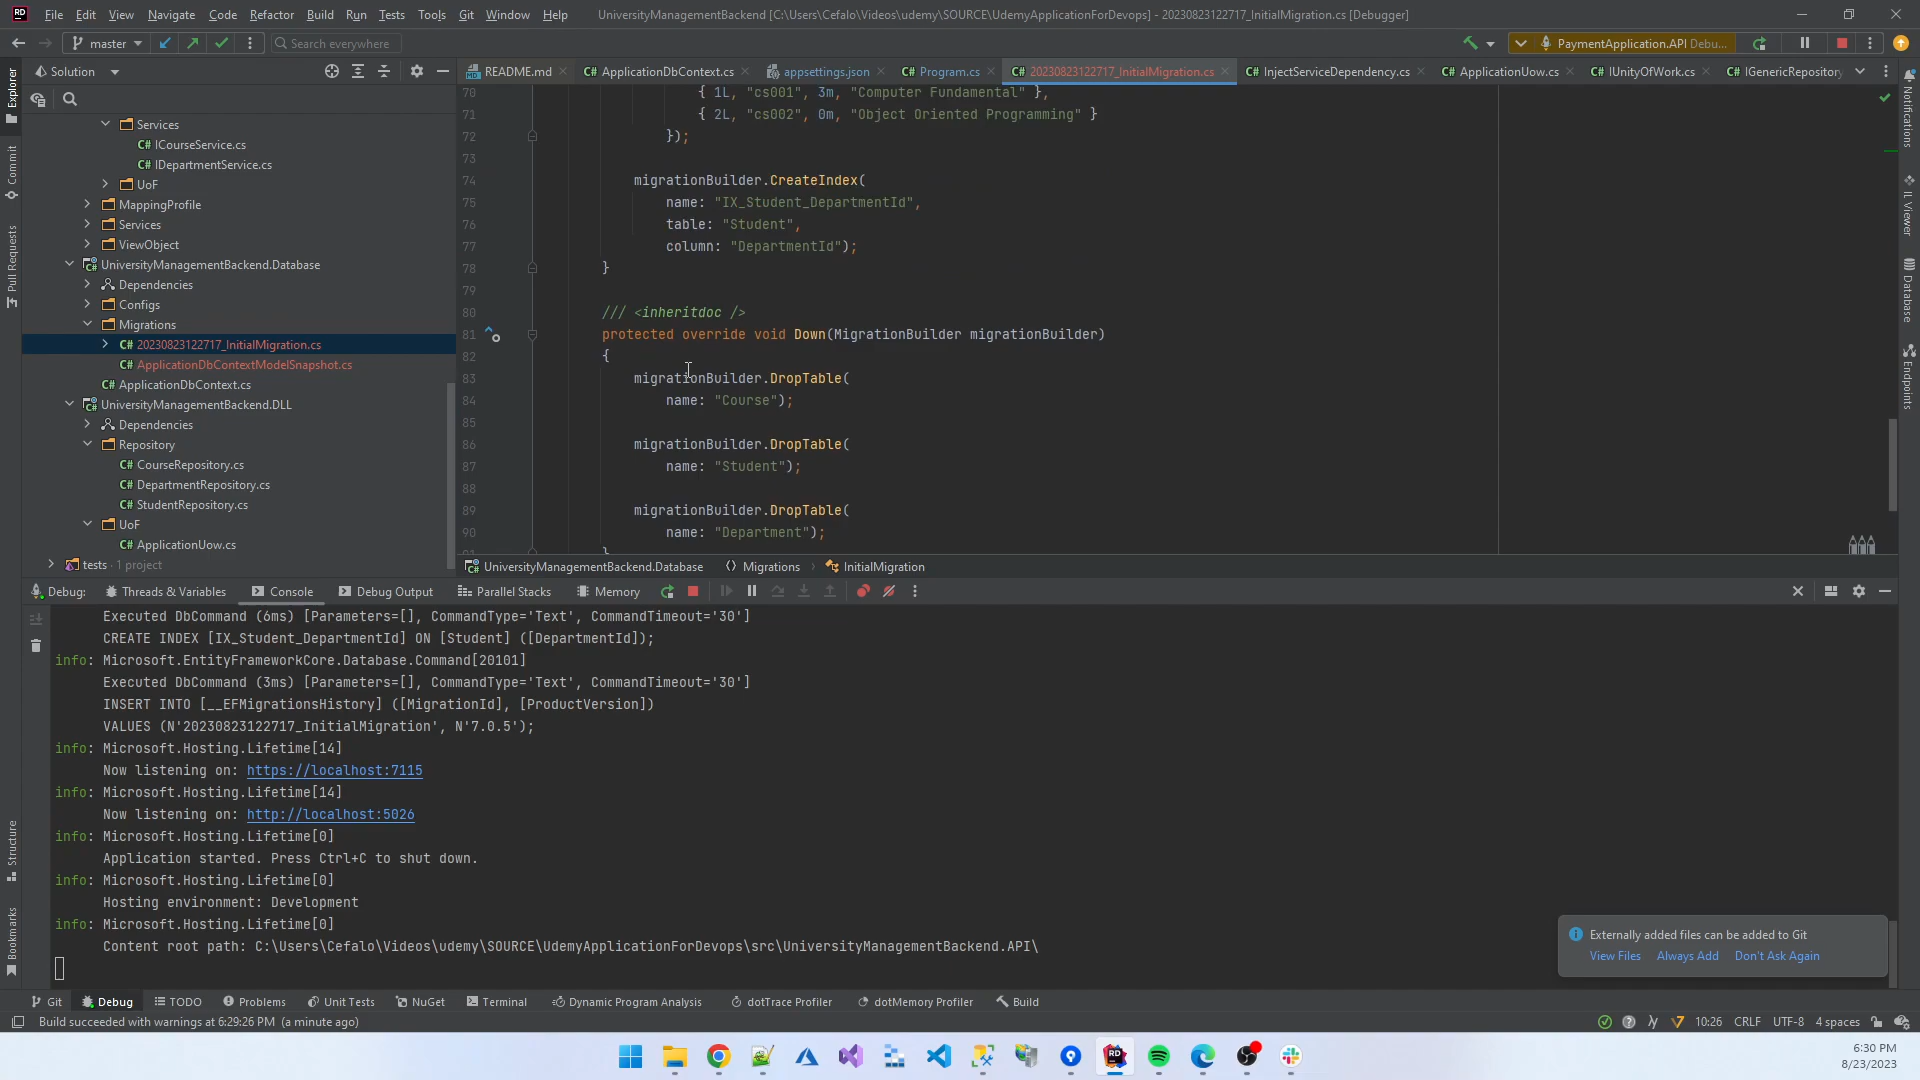 File Edit View Navigate Code Refactor Build Run Tests Tools Git Window Help
UniversityManagementBackend [C:\Users\Cefalo\Videos\udemy\SOURCE\UdemyApplicationForDevops] - 20230823122717_InitialMigration.cs [Debugger]
master
Search everywhere
PaymentApplication.API Debu...
Solution
README.md
ApplicationDbContext.cs
appsettings.json
Program.cs
20230823122717_InitialMigration.cs
InjectServiceDependency.cs
ApplicationUow.cs
IUnityOfWork.cs
IGenericRepository
Explorer
Commit
Pull Requests
Structure
Bookmarks
Notifications
IL Viewer
Database
Endpoints
Services
ICourseService.cs
IDepartmentService.cs
UoF
MappingProfile
Services
ViewObject
UniversityManagementBackend.Database
Dependencies
Configs
Migrations
20230823122717_InitialMigration.cs
ApplicationDbContextModelSnapshot.cs
ApplicationDbContext.cs
UniversityManagementBackend.DLL
Dependencies
Repository
CourseRepository.cs
DepartmentRepository.cs
StudentRepository.cs
UoF
ApplicationUow.cs
tests · 1 project
70 { 1L, "cs001", 3m, "Computer Fundamental" },
71 { 2L, "cs002", 0m, "Object Oriented Programming" }
72 });
73
74 migrationBuilder.CreateIndex(
75 name: "IX_Student_DepartmentId",
76 table: "Student",
77 column: "DepartmentId");
78 }
79
80 /// <inheritdoc />
81 protected override void Down(MigrationBuilder migrationBuilder)
82 {
83 migrationBuilder.DropTable(
84 name: "Course");
85
86 migrationBuilder.DropTable(
87 name: "Student");
88
89 migrationBuilder.DropTable(
90 name: "Department");
91 }
UniversityManagementBackend.Database Migrations InitialMigration
Debug: Threads & Variables Console Debug Output Parallel Stacks Memory
Executed DbCommand (6ms) [Parameters=[], CommandType='Text', CommandTimeout='30']
CREATE INDEX [IX_Student_DepartmentId] ON [Student] ([DepartmentId]);
info: Microsoft.EntityFrameworkCore.Database.Command[20101]
Executed DbCommand (3ms) [Parameters=[], CommandType='Text', CommandTimeout='30']
INSERT INTO [__EFMigrationsHistory] ([MigrationId], [ProductVersion])
VALUES (N'20230823122717_InitialMigration', N'7.0.5');
info: Microsoft.Hosting.Lifetime[14]
Now listening on: https://localhost:7115
info: Microsoft.Hosting.Lifetime[14]
Now listening on: http://localhost:5026
info: Microsoft.Hosting.Lifetime[0]
Application started. Press Ctrl+C to shut down.
info: Microsoft.Hosting.Lifetime[0]
Hosting environment: Development
info: Microsoft.Hosting.Lifetime[0]
Content root path: C:\Users\Cefalo\Videos\udemy\SOURCE\UdemyApplicationForDevops\src\UniversityManagementBackend.API\
Externally added files can be added to Git
View Files Always Add Don't Ask Again
Git Debug TODO Problems Unit Tests NuGet Terminal Dynamic Program Analysis dotTrace Profiler dotMemory Profiler Build
Build succeeded with warnings at 6:29:26 PM (a minute ago)
10:26 CRLF UTF-8 4 spaces
6:30 PM
8/23/2023